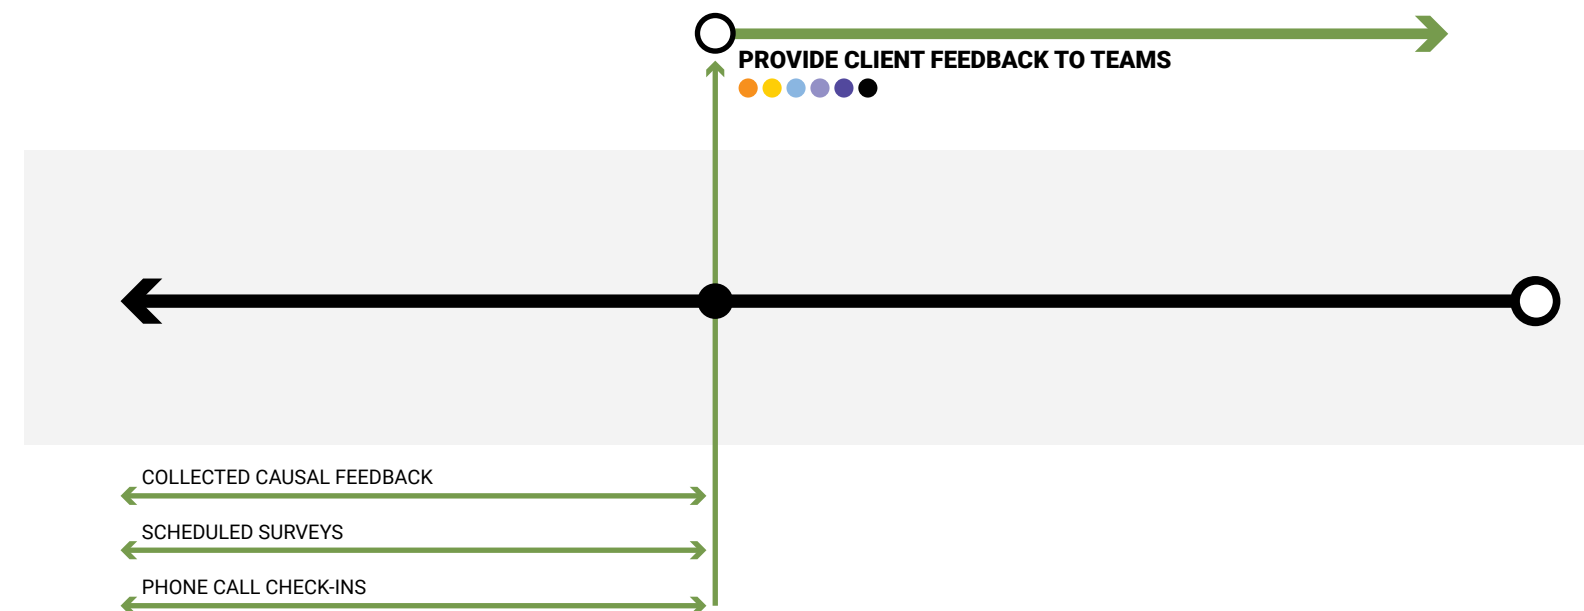 PROVIDE CLIENT FEEDBACK TO TEAMS
COLLECTED CAUSAL FEEDBACK
SCHEDULED SURVEYS
PHONE CALL CHECK-INS